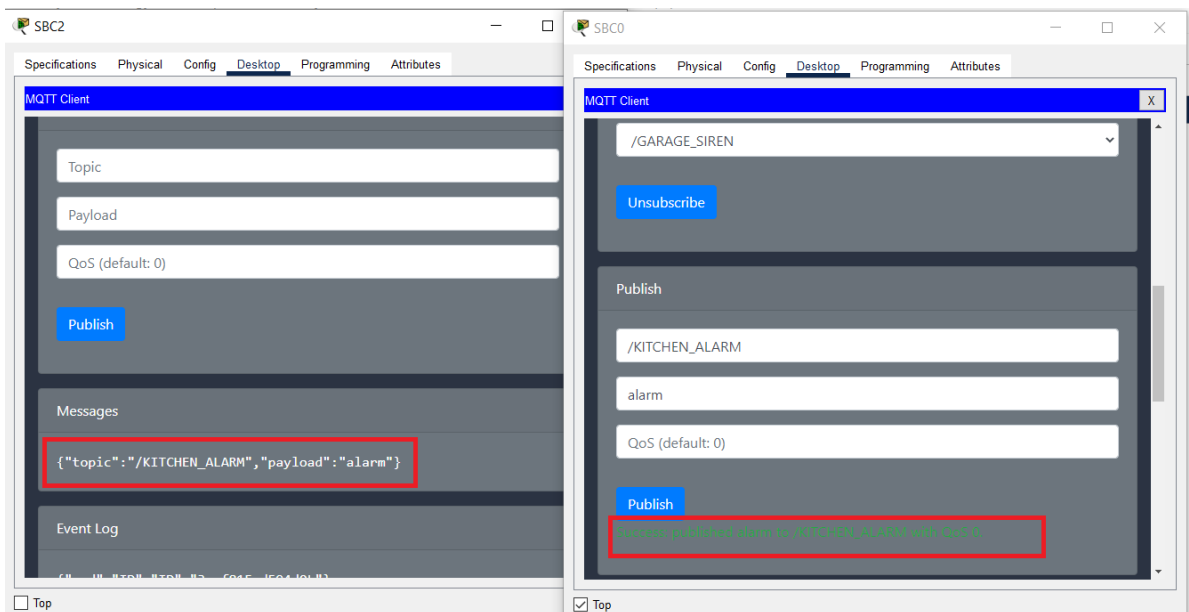 SBC2
Specifications Physical Config Desktop Programming Attributes
MQTT Client
Topic
Payload
QoS (default: 0)
Publish
Messages
{"topic":"/KITCHEN_ALARM","payload":"alarm"}
Event Log
Top
SBC0
Specifications Physical Config Desktop Programming Attributes
MQTT Client X
/GARAGE_SIREN
Unsubscribe
Publish
/KITCHEN_ALARM
alarm
QoS (default: 0)
Publish
published alarm to /KITCHEN_ALARM with QoS 0
Top